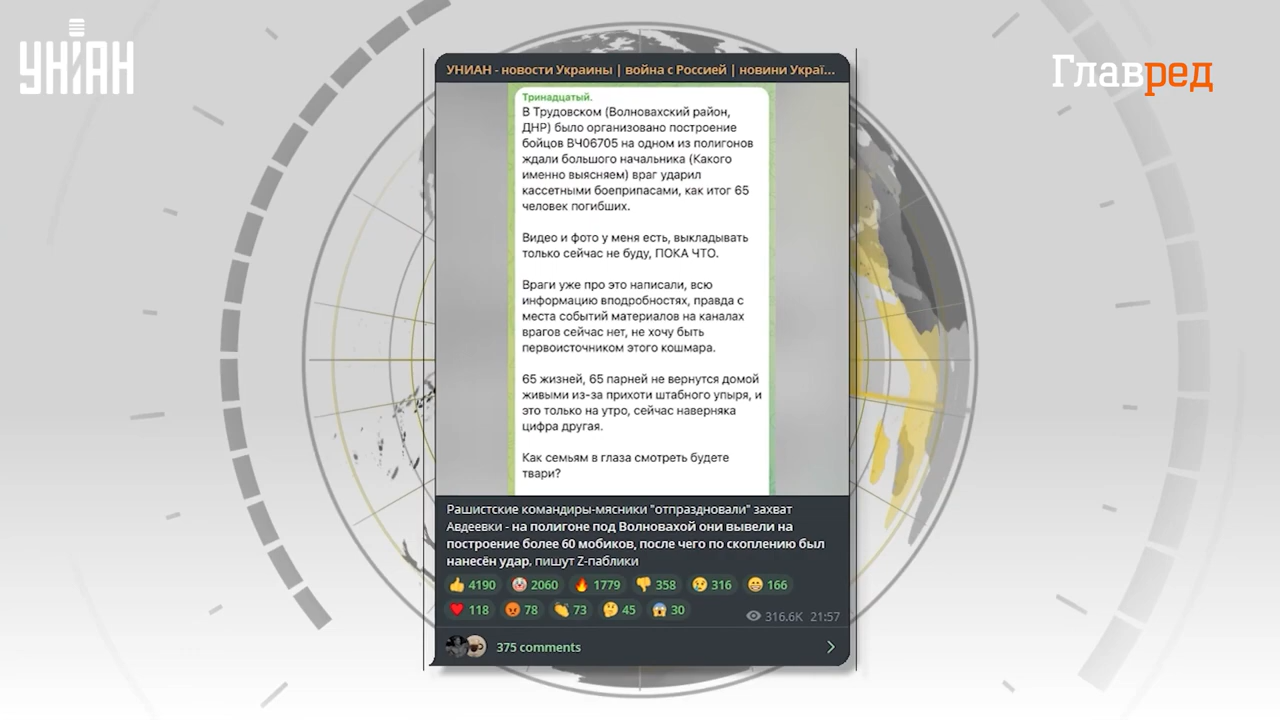 УНИАН
Главред
УНИАН - новости Украины | война с Россией | новини Украї...
Тринадцатый.
В Трудовском (Волновахский район,
ДНР) было организовано построение
бойцов ВЧ06705 на одном из полигонов
ждали большого начальника (Какого
именно выясняем) враг ударил
кассетными боеприпасами, как итог 65
человек погибших.
Видео и фото у меня есть, выкладывать
только сейчас не буду, ПОКА ЧТО.
Враги уже про это написали, всю
информацию вподробностях, правда с
места событий материалов на каналах
врагов сейчас нет, не хочу быть
первоисточником этого кошмара.
65 жизней, 65 парней не вернутся домой
живыми из-за прихоти штабного упыря, и
это только на утро, сейчас наверняка
цифра другая.
Как семьям в глаза смотреть будете
твари?
Рашистские командиры-мясники "отпраздновали" захват
Авдеевки - на полигоне под Волновахой они вывели на
построение более 60 мобиков, после чего по скоплению был
нанесён удар, пишут Z-паблики
4190 2060 1779 358 316 166
118 78 73 45 30
316.6K 21:57
375 comments